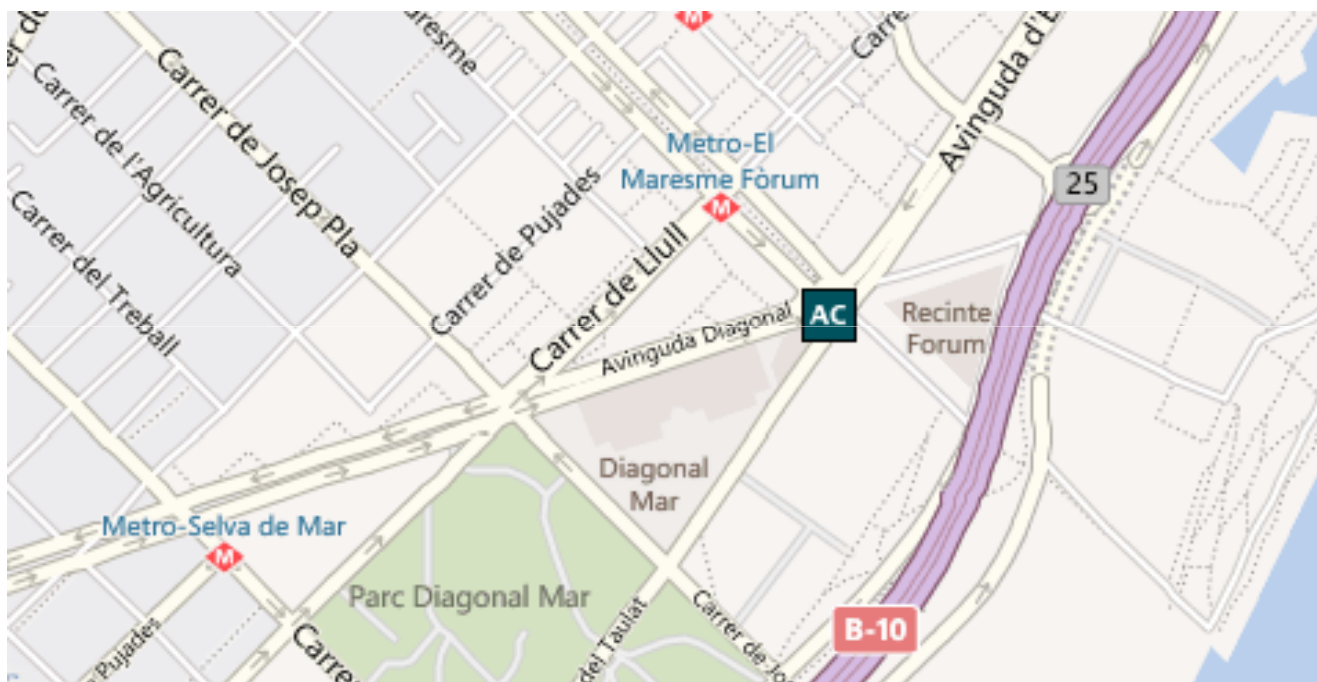 aresme
Carre
Avinguda d'E
Carrer de Josep Pla
Carrer de l'Agricultura
Carrer del Treball
Metro-El
Maresme Fòrum
M
M
25
Carrer de Pujades
Carrer de Llull
Avinguda Diagonal
AC
Recinte
Forum
Diagonal
Mar
Metro-Selva de Mar
M
Parc Diagonal Mar
Pujades
Carre
del Taulat
Carrer de Jo
B-10